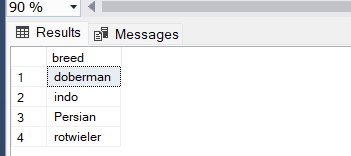 90 %
Results Messages
breed
1 doberman
2 indo
3 Persian
4 rotwieler